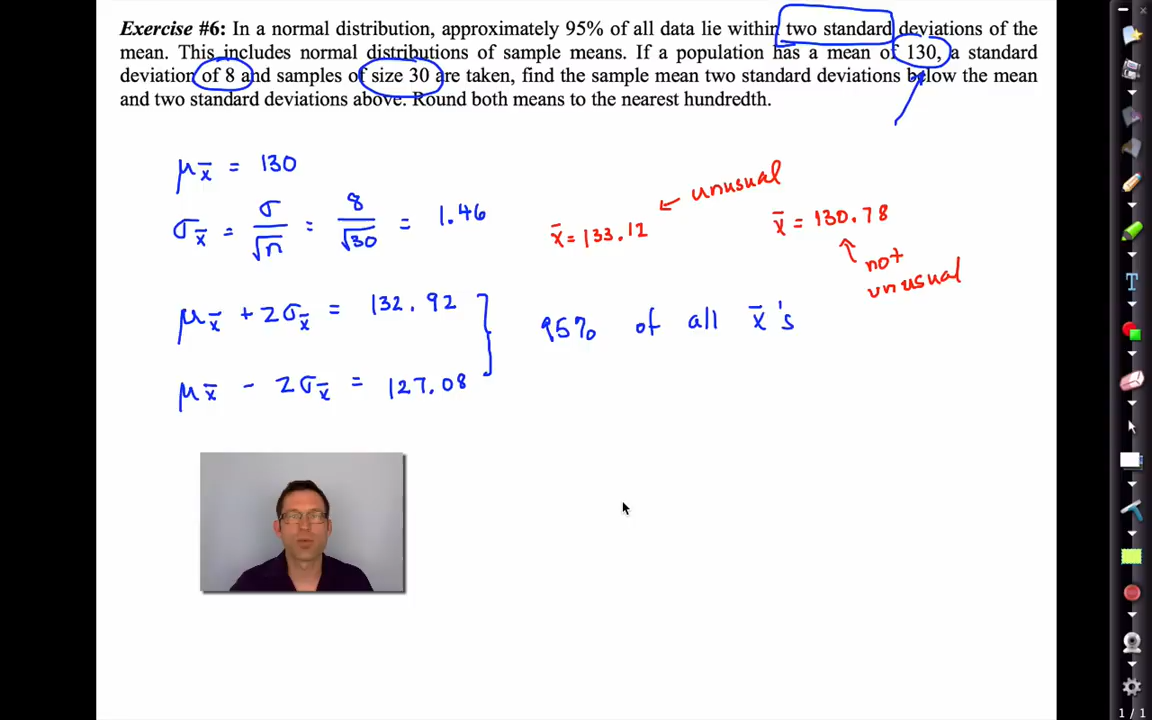 Exercise #6: In a normal distribution, approximately 95% of all data lie within two standard deviations of the
mean. This includes normal distributions of sample means. If a population has a mean of 130, a standard
deviation of 8 and samples of size 30 are taken, find the sample mean two standard deviations below the mean
and two standard deviations above. Round both means to the nearest hundredth.
μx̄ = 130
σx̄ = σ/√n = 8/√30 = 1.46
x̄ = 133.12 ← unusual
x̄ = 130.78
not
unusual
μx̄ + 2σx̄ = 132.92
95% of all x̄'s
μx̄ - 2σx̄ = 127.08
T
1 / 1